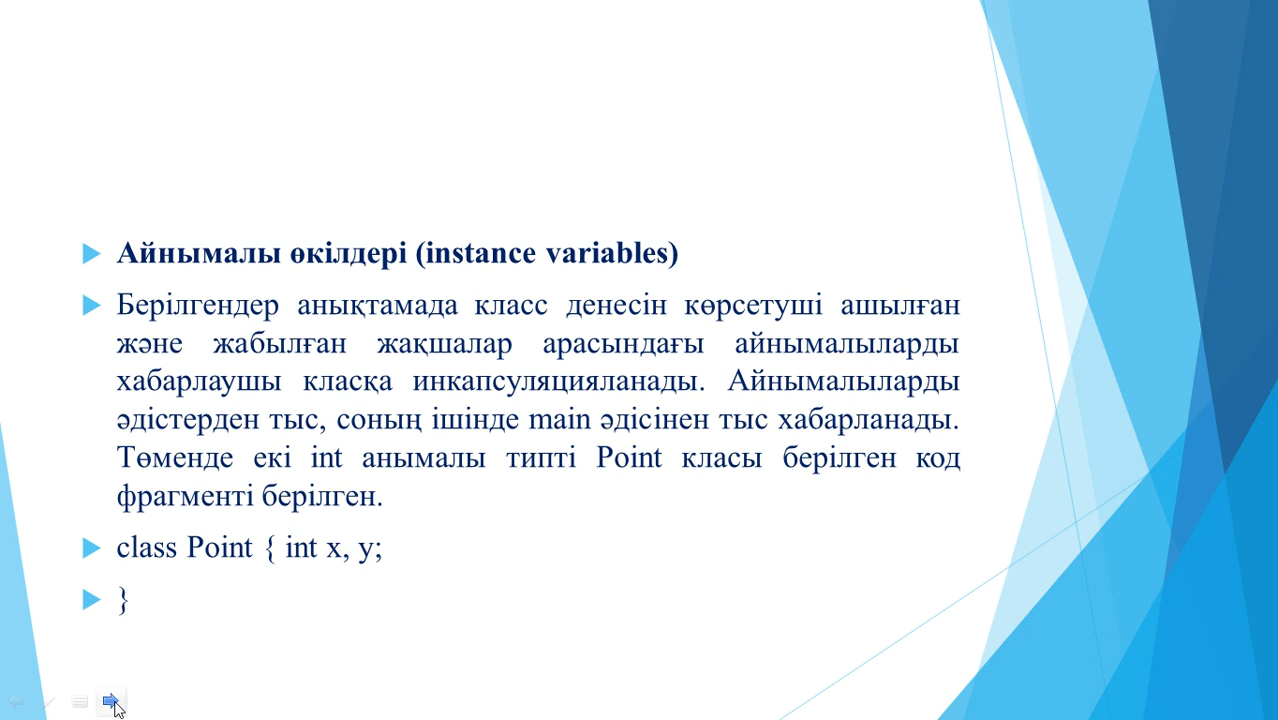 Айнымалы өкілдері (instance variables)
Берілгендер анықтамада класс денесін көрсетуші ашылған
және жабылған жақшалар арасындағы айнымалыларды
хабарлаушы класқа инкапсуляцияланады. Айнымалыларды
әдістерден тыс, соның ішінде main әдісінен тыс хабарланады.
Төменде екі int анымалы типті Point класы берілген код
фрагменті берілген.
class Point { int x, y;
}